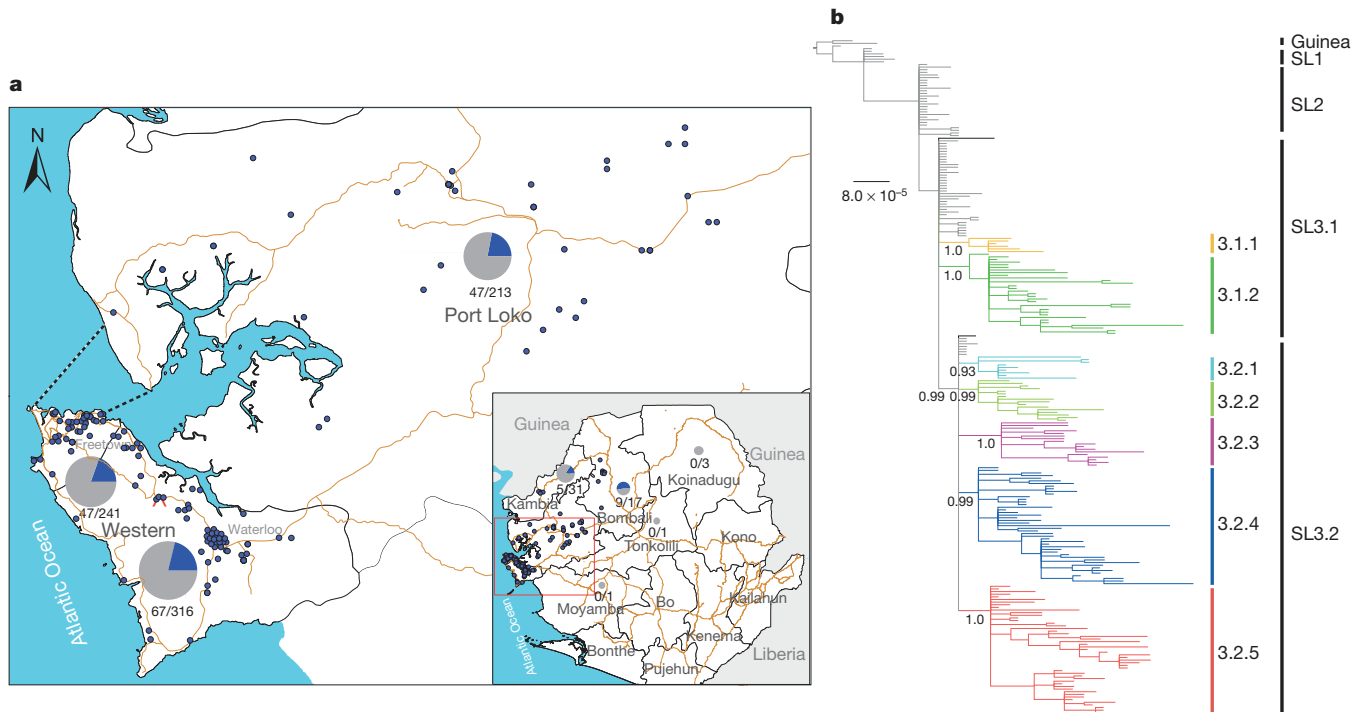 a
N
47/213
Port Loko
Freetown
47/241
Western
Waterloo
67/316
Atlantic Ocean
Guinea
Guinea
0/3
Koinadugu
5/31
9/17
Kambia
Bombali
0/1
Tonkolili
Kono
0/1
Moyamba
Bo
Kailahun
Kenema
Bonthe
Pujehun
Liberia
Atlantic Ocean
b
Guinea
SL1
SL2
8.0 × 10⁻⁵
SL3.1
1.0
3.1.1
1.0
3.1.2
0.93
3.2.1
0.99 0.99
3.2.2
1.0
3.2.3
0.99
3.2.4
SL3.2
1.0
3.2.5